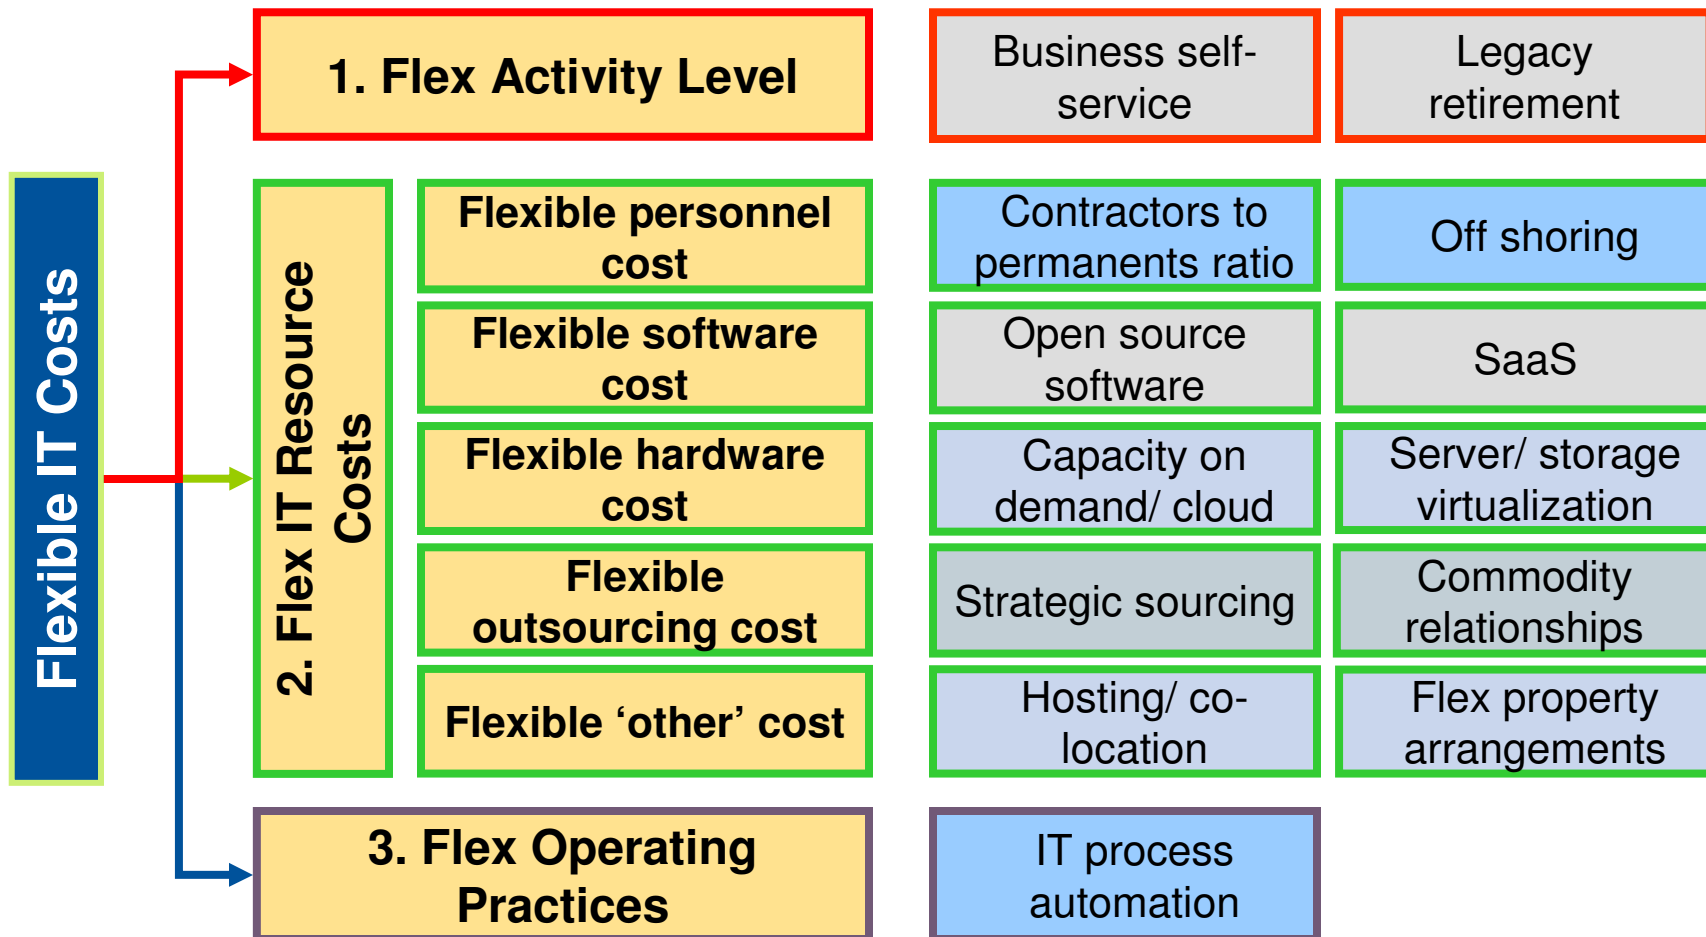 Flexible IT Costs
1. Flex Activity Level
Business self-
service
Legacy
retirement
2. Flex IT Resource
Costs
Flexible personnel
cost
Contractors to
permanents ratio
Off shoring
Flexible software
cost
Open source
software
SaaS
Flexible hardware
cost
Capacity on
demand/ cloud
Server/ storage
virtualization
Flexible
outsourcing cost
Strategic sourcing
Commodity
relationships
Flexible ‘other’ cost
Hosting/ co-
location
Flex property
arrangements
3. Flex Operating
Practices
IT process
automation